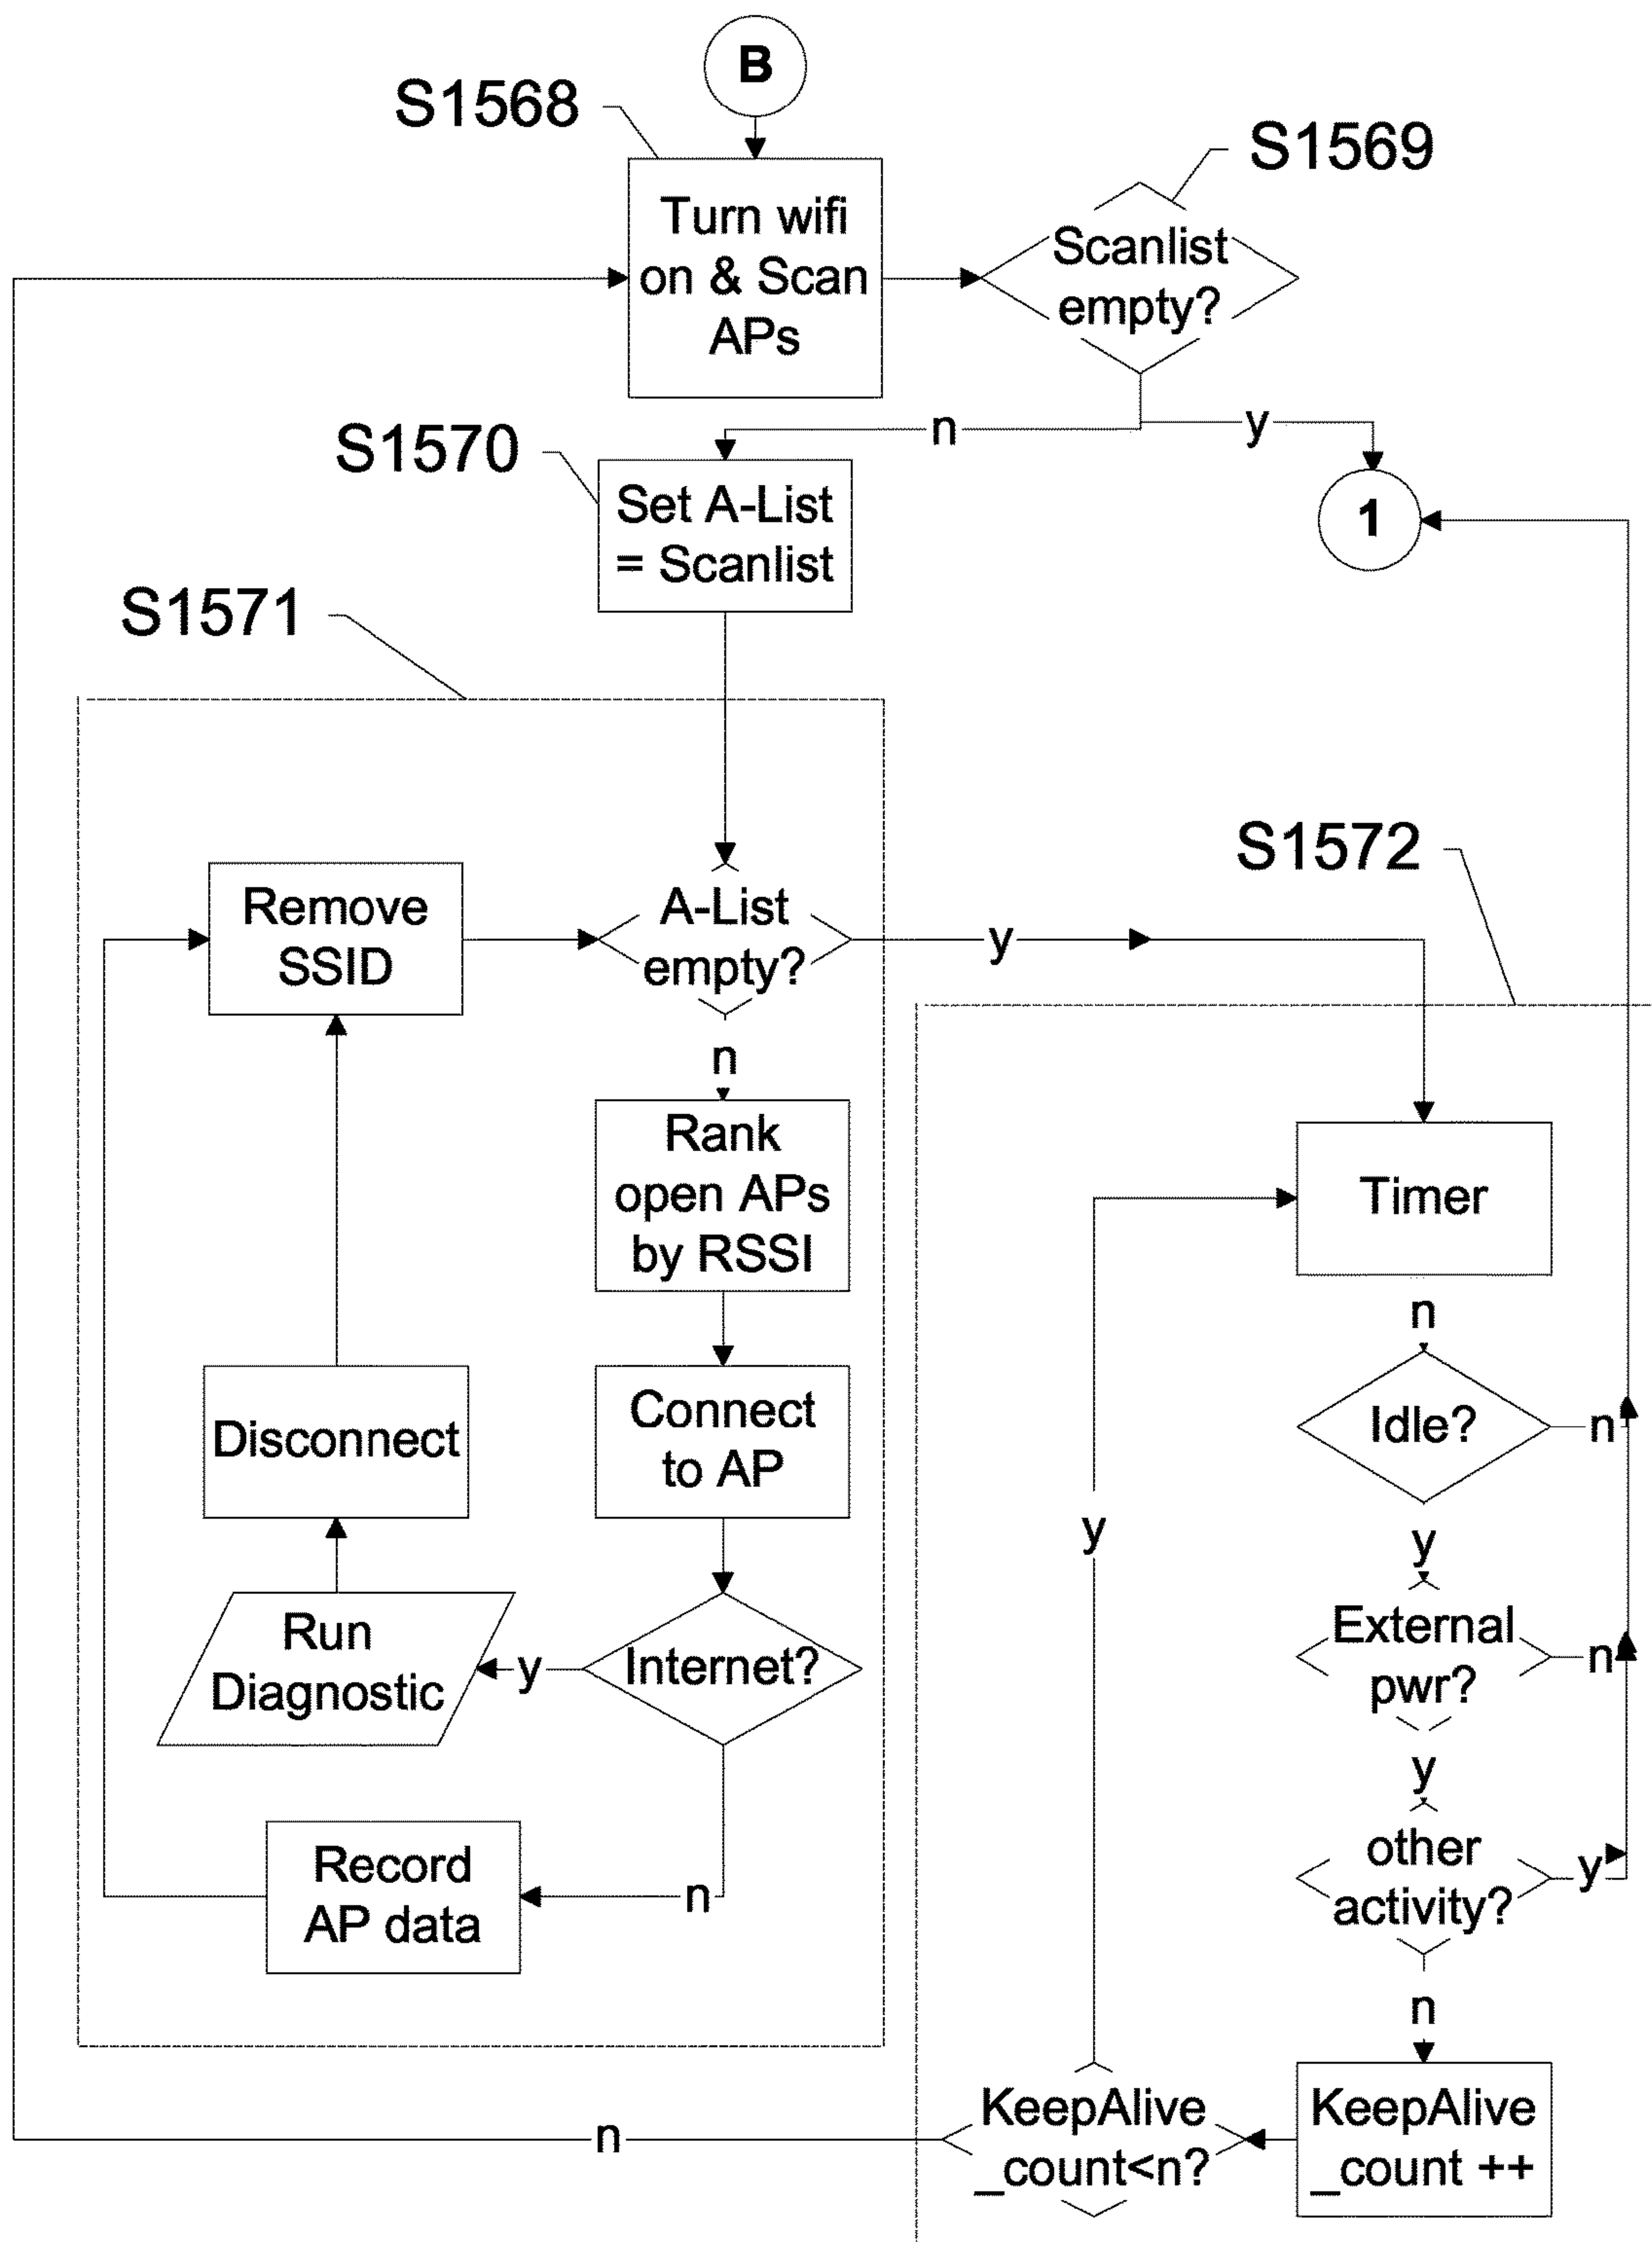 B
S1568
S1569
Turn wifi
on & Scan
APs
Scanlist
empty?
n
y
S1570
Set A-List
= Scanlist
1
S1571
S1572
Remove
SSID
A-List
empty?
y
n
Rank
open APs
by RSSI
Timer
n
Disconnect
Connect
to AP
Idle?
n
y
y
Run
Diagnostic
y
Internet?
External
pwr?
n
y
Record
AP data
n
other
activity?
y
n
n
KeepAlive
_count<n?
KeepAlive
_count ++